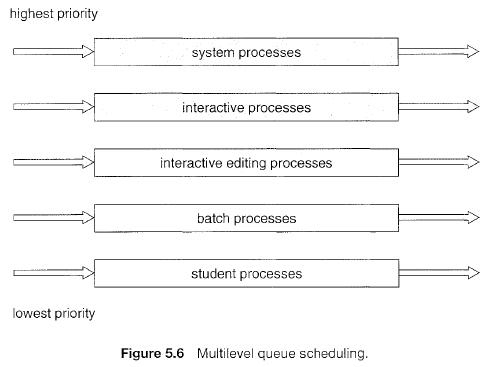 highest priority
system processes
interactive processes
interactive editing processes
batch processes
student processes
lowest priority
Figure 5.6 Multilevel queue scheduling.